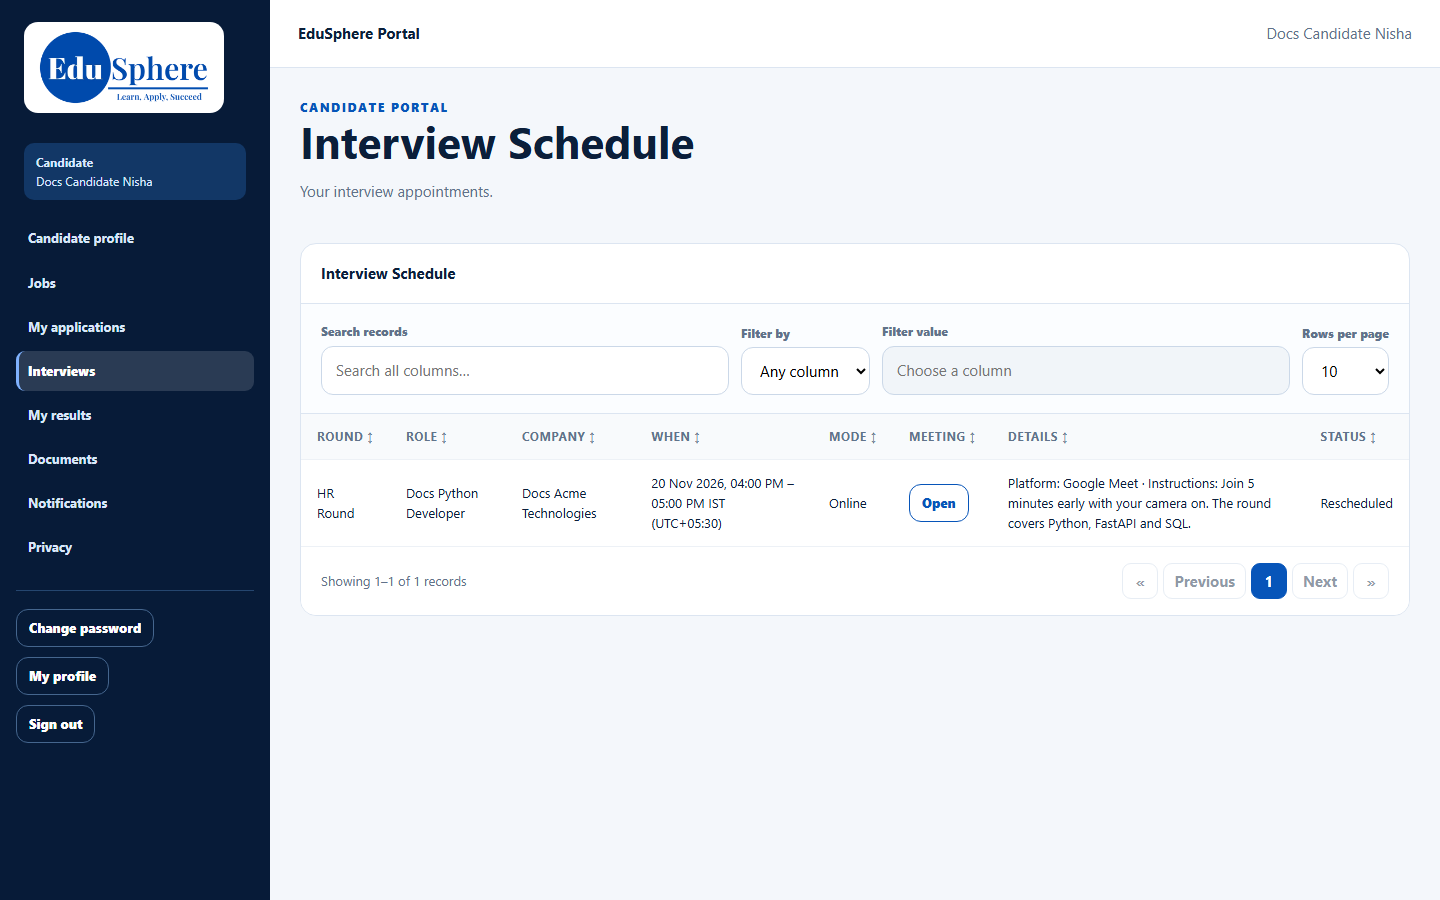 EduSphere
Learn. Apply, Succeed
Candidate
Docs Candidate Nisha
Candidate profile
Jobs
My applications
Interviews
My results
Documents
Notifications
Privacy
Change password
My profile
Sign out
EduSphere Portal
Docs Candidate Nisha
CANDIDATE PORTAL
Interview Schedule
Your interview appointments.
Interview Schedule
Search records
Filter by
Filter value
Rows per page
Search all columns...
Any column
Choose a column
10
ROUND ↕ ROLE ↕ COMPANY ↕ WHEN ↕ MODE ↕ MEETING ↕ DETAILS ↕ STATUS ↕
HR
Round
Docs Python
Developer
Docs Acme
Technologies
20 Nov 2026, 04:00 PM –
05:00 PM IST
(UTC+05:30)
Online
Open
Platform: Google Meet · Instructions: Join 5
minutes early with your camera on. The round
covers Python, FastAPI and SQL.
Rescheduled
Showing 1–1 of 1 records
« Previous 1 Next »